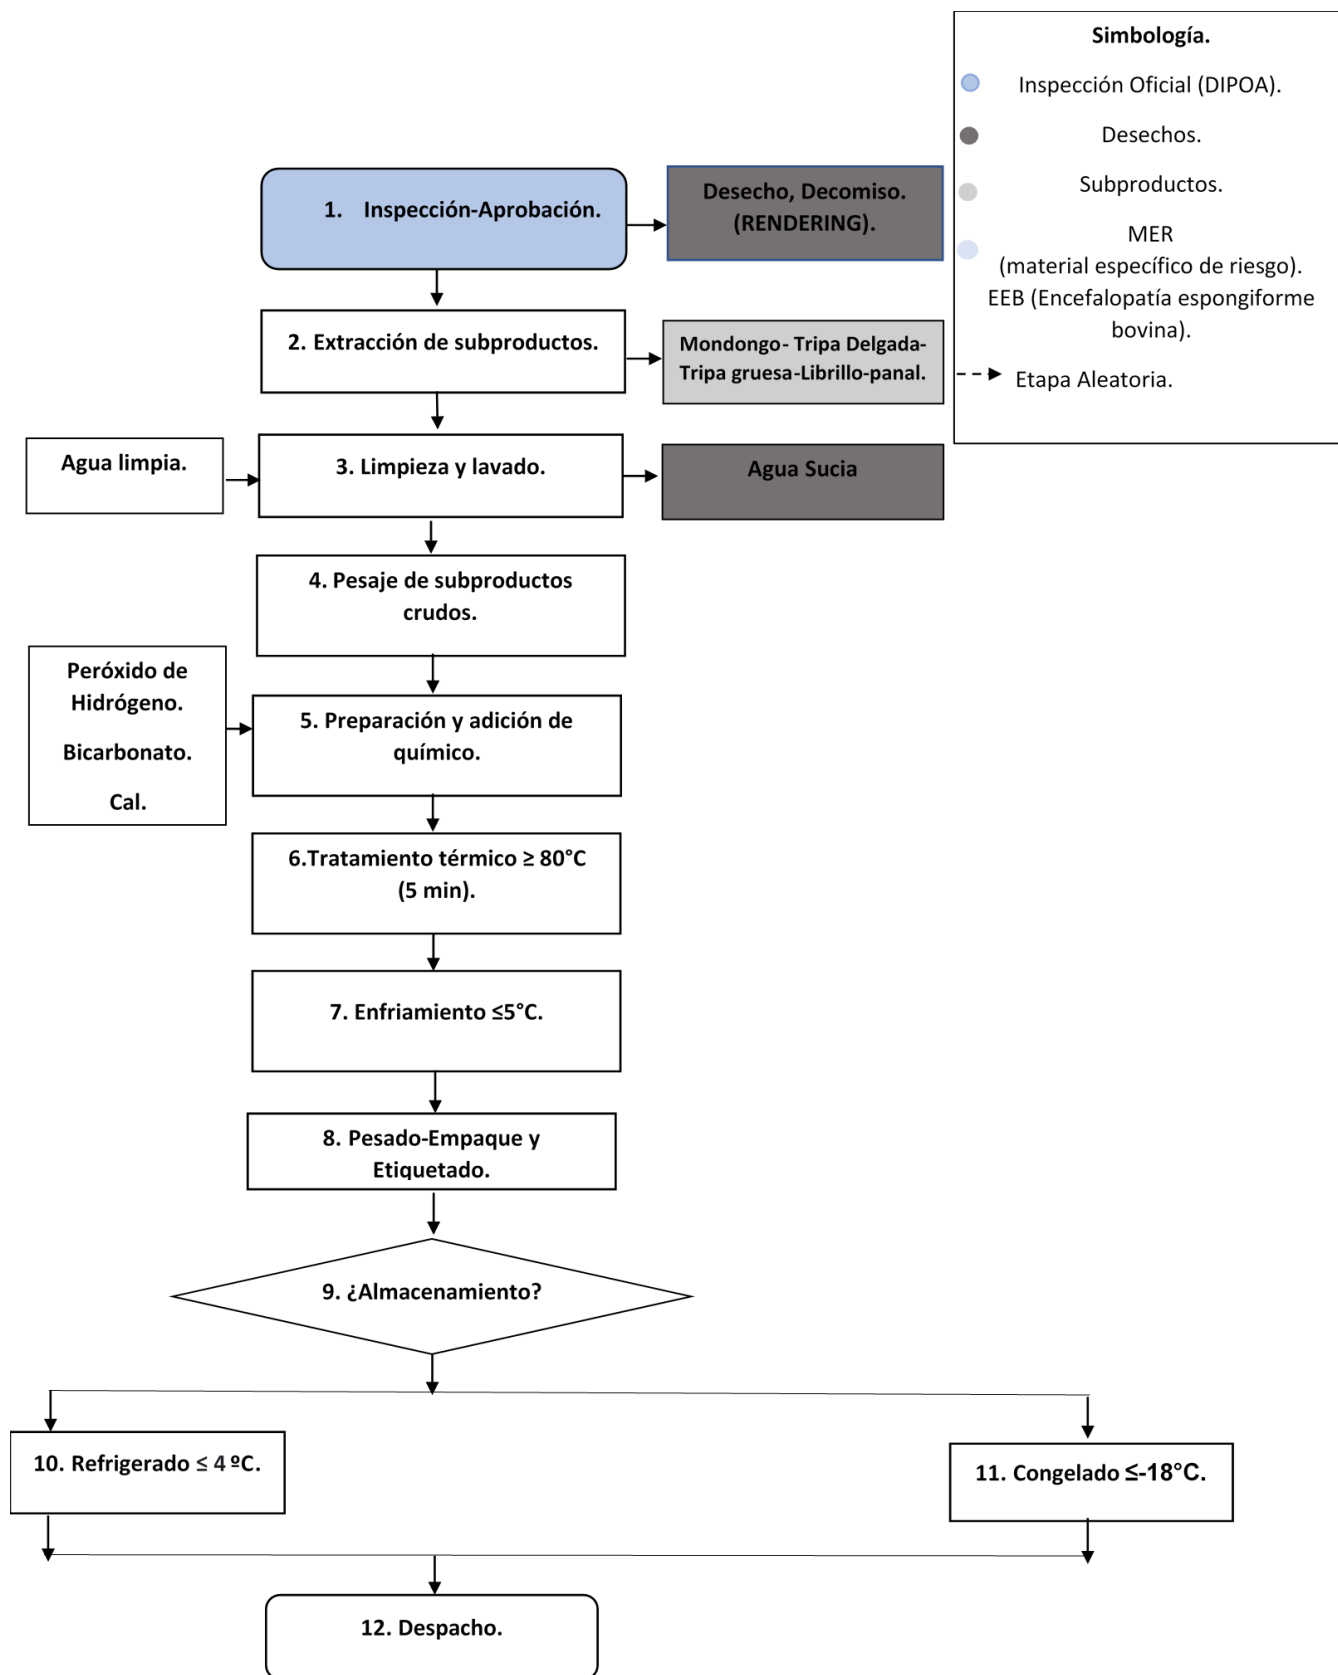 Simbología.
Inspección Oficial (DIPOA).
Desechos.
Subproductos.
MER
(material específico de riesgo).
EEB (Encefalopatía espongiforme
bovina).
Etapa Aleatoria.
1. Inspección-Aprobación.
Desecho, Decomiso.
(RENDERING).
2. Extracción de subproductos.
Mondongo- Tripa Delgada-
Tripa gruesa-Librillo-panal.
Agua limpia.
3. Limpieza y lavado.
Agua Sucia
4. Pesaje de subproductos
crudos.
Peróxido de
Hidrógeno.
Bicarbonato.
Cal.
5. Preparación y adición de
químico.
6.Tratamiento térmico ≥ 80°C
(5 min).
7. Enfriamiento ≤5°C.
8. Pesado-Empaque y
Etiquetado.
9. ¿Almacenamiento?
10. Refrigerado ≤ 4 ºC.
11. Congelado ≤-18°C.
12. Despacho.